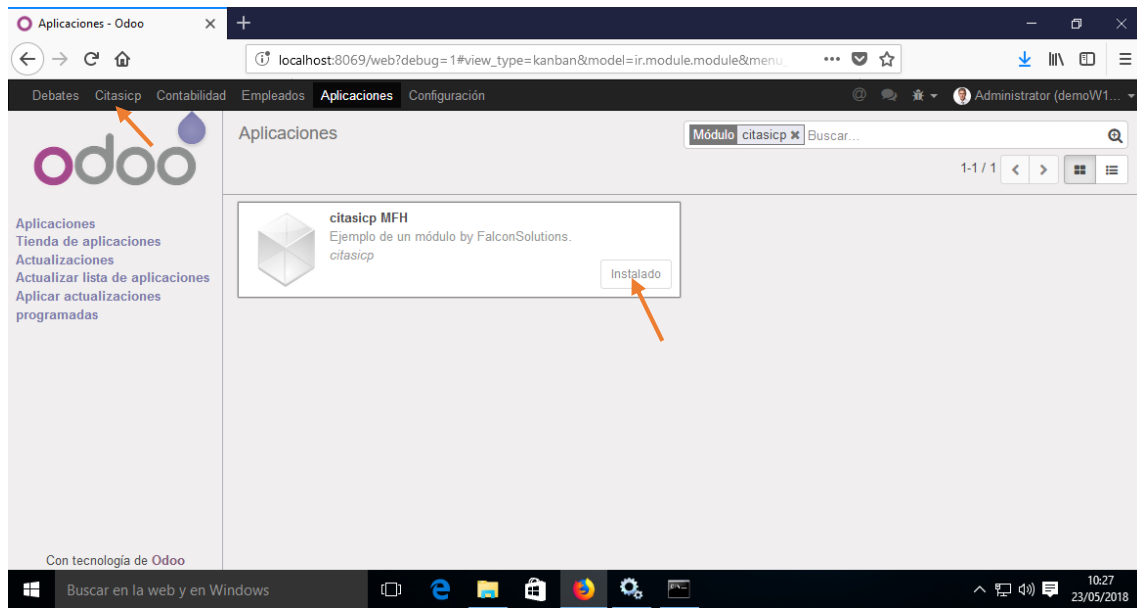 Aplicaciones - Odoo
localhost:8069/web?debug=1#view_type=kanban&model=ir.module.module&menu_
Debates Citasicp Contabilidad Empleados Aplicaciones Configuración @ Administrator (demoW1...
odoo
Aplicaciones
Módulo citasicp Buscar...
1-1 / 1
Aplicaciones
Tienda de aplicaciones
Actualizaciones
Actualizar lista de aplicaciones
Aplicar actualizaciones
programadas
citasicp MFH
Ejemplo de un módulo by FalconSolutions.
citasicp
Instalado
Con tecnología de Odoo
Buscar en la web y en Windows
10:27
23/05/2018